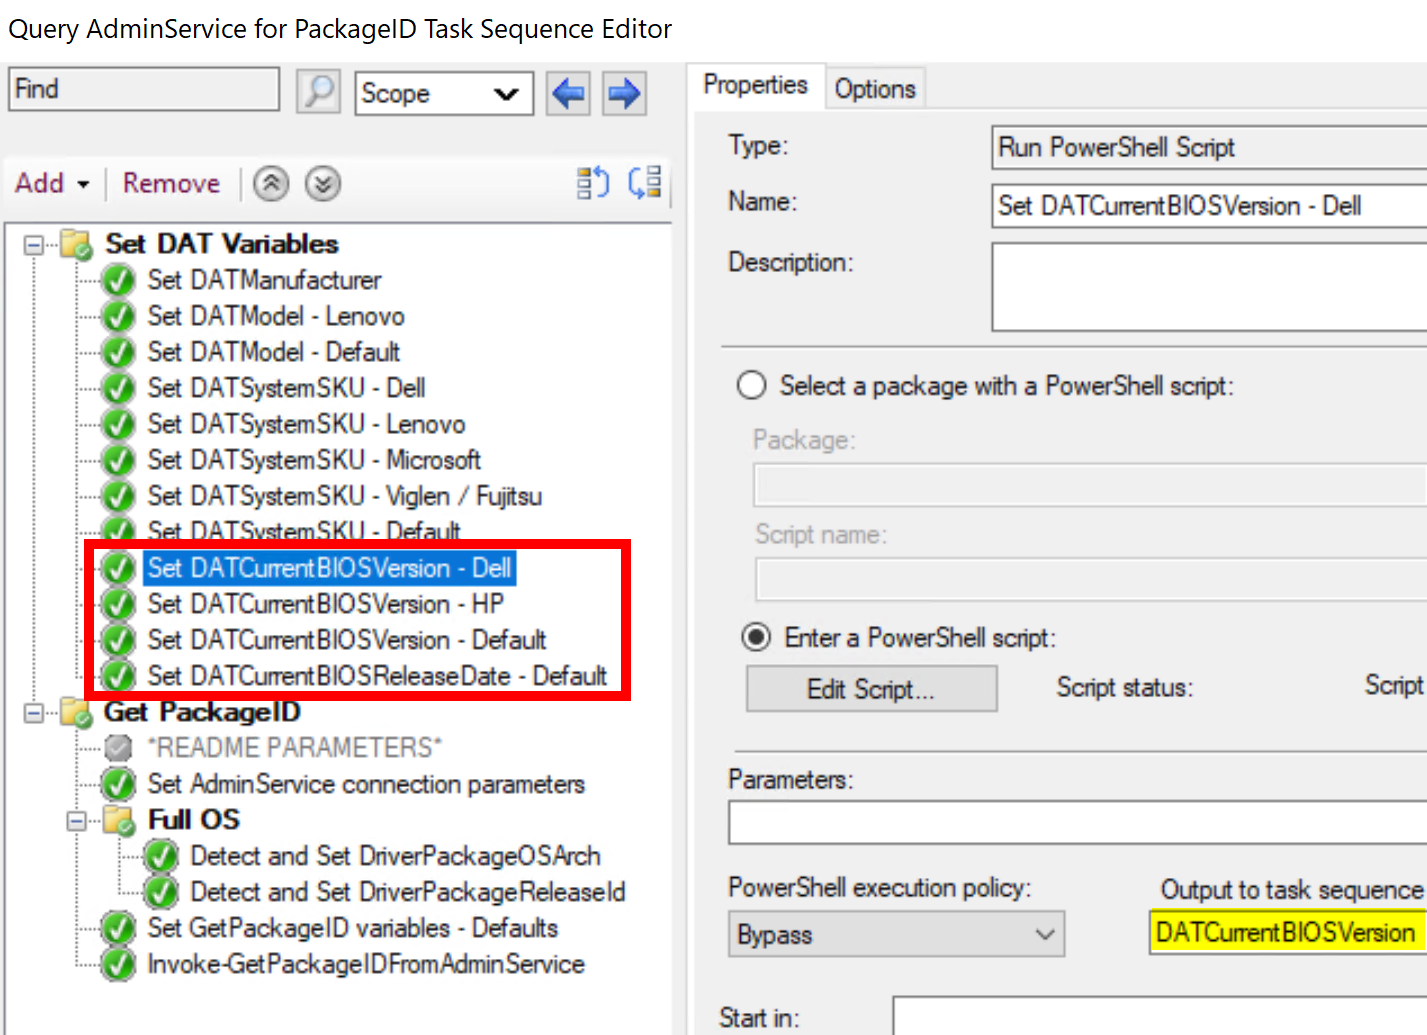 Query AdminService for PackageID Task Sequence Editor
Find
Scope
Add
Remove
Set DAT Variables
Set DATManufacturer
Set DATModel - Lenovo
Set DATModel - Default
Set DATSystemSKU - Dell
Set DATSystemSKU - Lenovo
Set DATSystemSKU - Microsoft
Set DATSystemSKU - Viglen / Fujitsu
Set DATSystemSKU - Default
Set DATCurrentBIOSVersion - Dell
Set DATCurrentBIOSVersion - HP
Set DATCurrentBIOSVersion - Default
Set DATCurrentBIOSReleaseDate - Default
Get PackageID
*README PARAMETERS*
Set AdminService connection parameters
Full OS
Detect and Set DriverPackageOSArch
Detect and Set DriverPackageReleaseId
Set GetPackageID variables - Defaults
Invoke-GetPackageIDFromAdminService
Properties
Options
Type:
Run PowerShell Script
Name:
Set DATCurrentBIOSVersion - Dell
Description:
Select a package with a PowerShell script:
Package:
Script name:
Enter a PowerShell script:
Edit Script...
Script status:
Script
Parameters:
PowerShell execution policy:
Output to task sequence
Bypass
DATCurrentBIOSVersion
Start in: